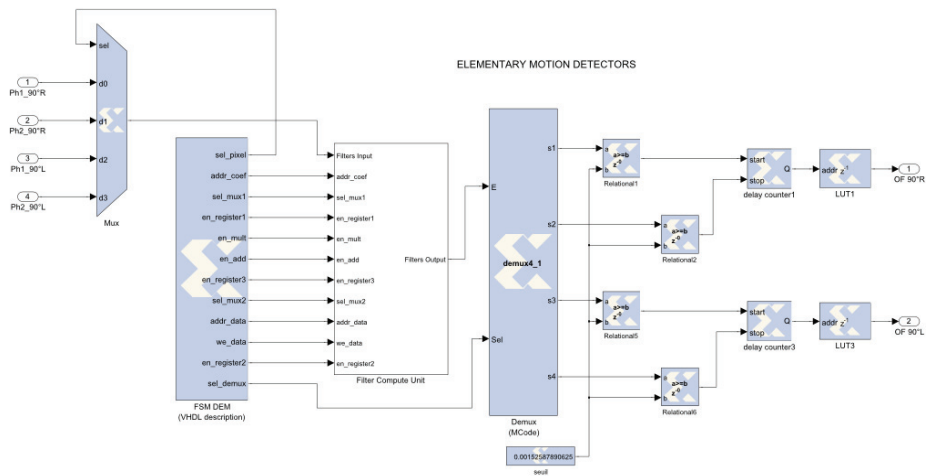 ELEMENTARY MOTION DETECTORS
sel
1
Ph1_90°R
d0
2
Ph2_90°R
d1
3
Ph1_90°L
d2
4
Ph2_90°L
d3
Mux
sel_pixel
addr_coef
sel_mux1
en_register1
en_mult
en_add
en_register3
sel_mux2
addr_data
we_data
en_register2
sel_demux
FSM DEM
(VHDL description)
Filters Input
addr_coef
sel_mux1
en_register1
en_mult
en_add
en_register3
sel_mux2
addr_data
we_data
en_register2
Filters Output
Filter Compute Unit
E
Sel
demux4_1
s1
s2
s3
s4
Demux
(MCode)
a
b
a>=b
z⁻⁰
Relational1
a
b
a>=b
z⁻⁰
Relational2
a
b
a>=b
z⁻⁰
Relational5
a
b
a>=b
z⁻⁰
Relational6
0.00152587890625
seuil
start
stop
Q
delay counter1
addr z⁻¹
LUT1
1
OF 90°R
start
stop
Q
delay counter3
addr z⁻¹
LUT3
2
OF 90°L